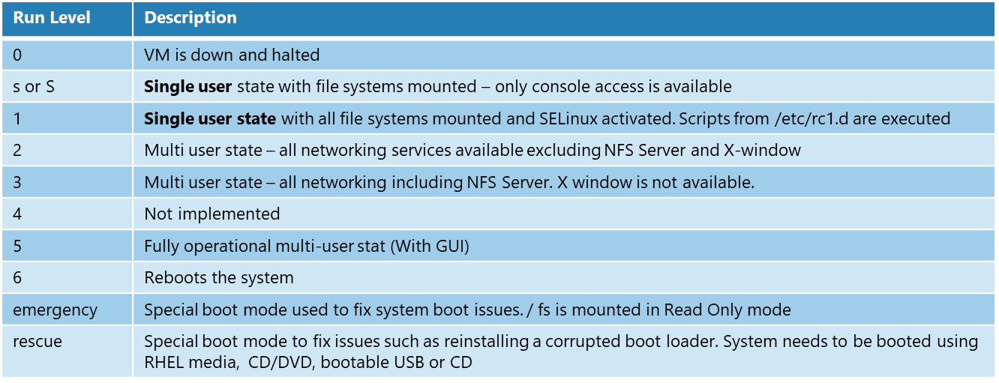 Run Level Description
0 VM is down and halted
s or S Single user state with file systems mounted – only console access is available
1 Single user state with all file systems mounted and SELinux activated. Scripts from /etc/rc1.d are executed
2 Multi user state – all networking services available excluding NFS Server and X-window
3 Multi user state – all networking including NFS Server. X window is not available.
4 Not implemented
5 Fully operational multi-user stat (With GUI)
6 Reboots the system
emergency Special boot mode used to fix system boot issues. / fs is mounted in Read Only mode
rescue Special boot mode to fix issues such as reinstalling a corrupted boot loader. System needs to be booted using
RHEL media, CD/DVD, bootable USB or CD